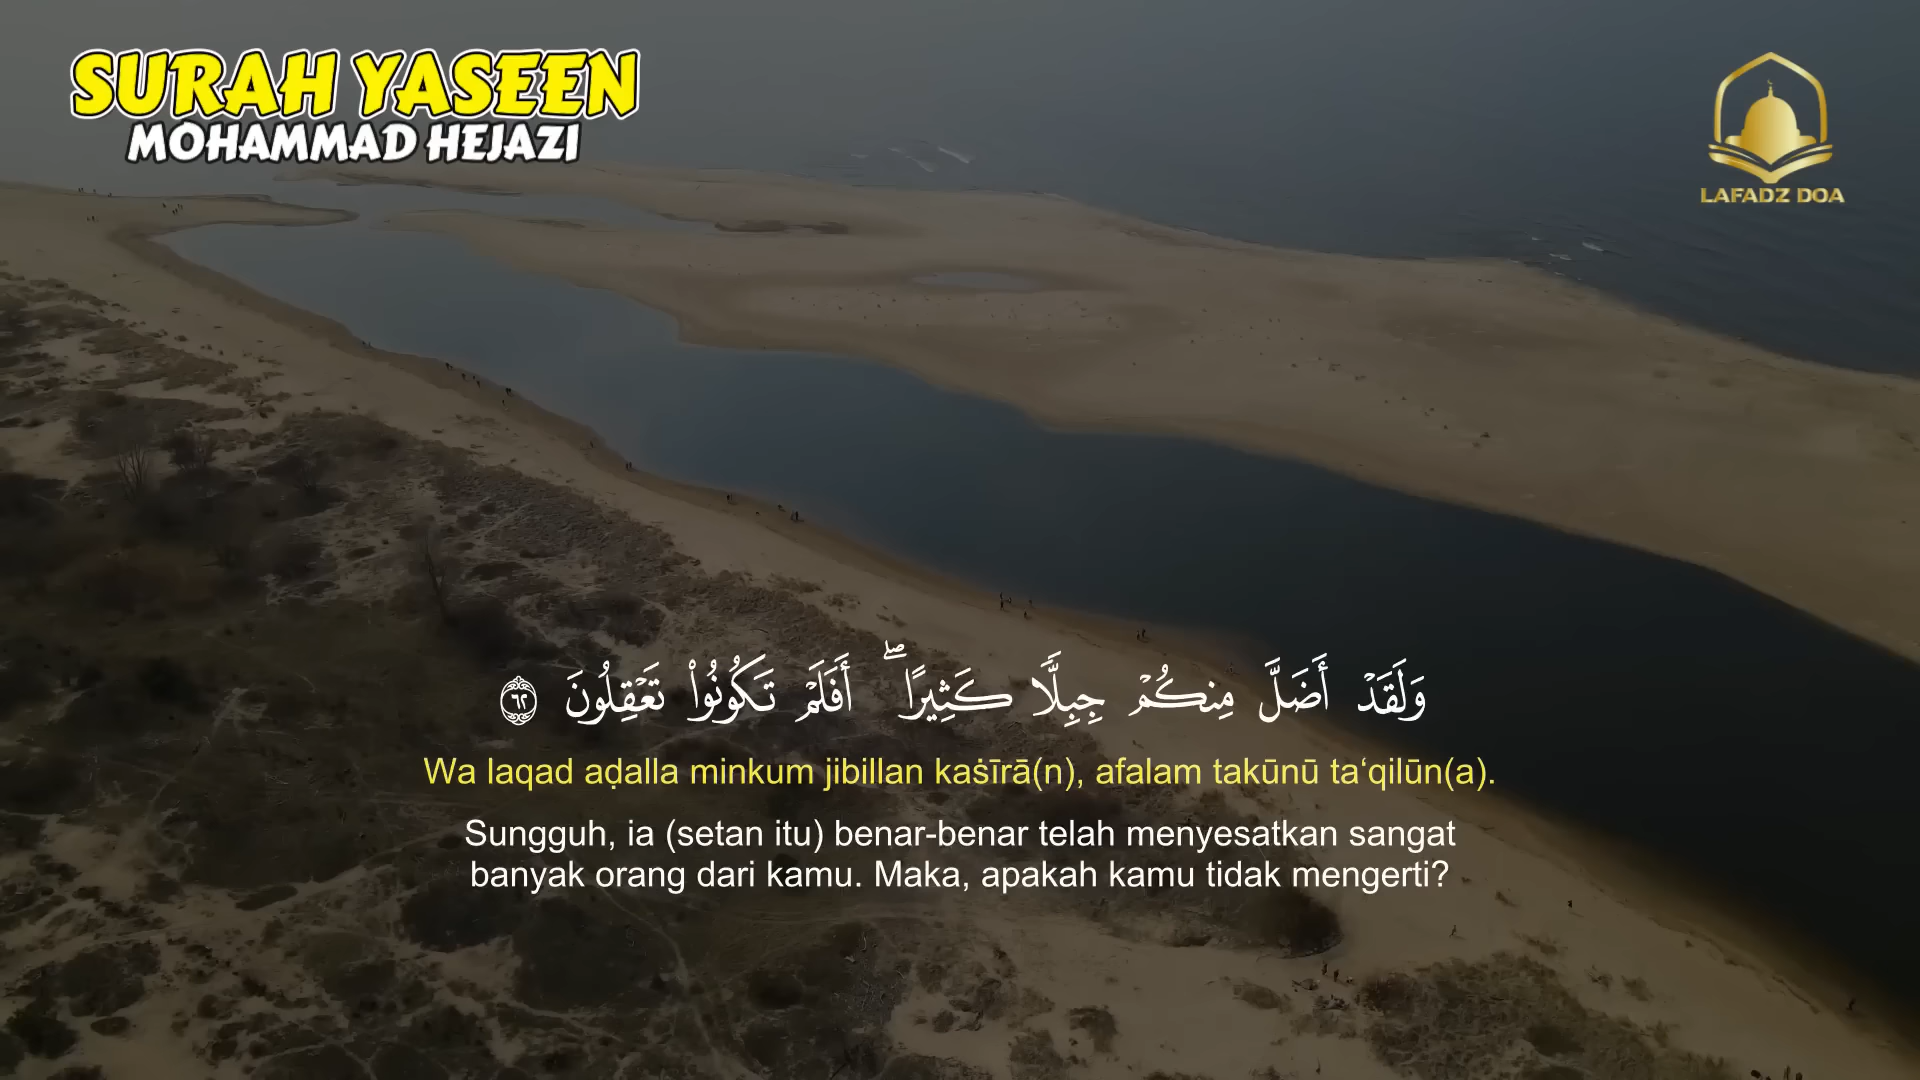 SURAH YASEEN
MOHAMMAD HEJAZI
LAFADZ DOA
وَلَقَدْ أَضَلَّ مِنكُمْ جِبِلًّا كَثِيرًا ۖ أَفَلَمْ تَكُونُوا۟ تَعْقِلُونَ ٦٢
Wa laqad aḍalla minkum jibillan kaṡīrā(n), afalam takūnū ta‘qilūn(a).
Sungguh, ia (setan itu) benar-benar telah menyesatkan sangat
banyak orang dari kamu. Maka, apakah kamu tidak mengerti?